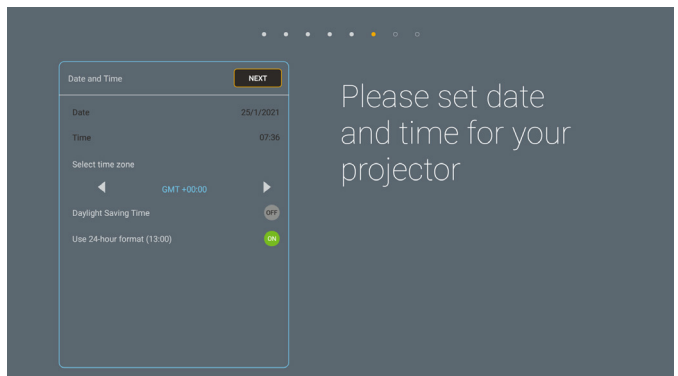 Date and Time
NEXT
Date 25/1/2021
Time 07:36
Select time zone
GMT +00:00
Daylight Saving Time OFF
Use 24-hour format (13:00) ON
Please set date
and time for your
projector